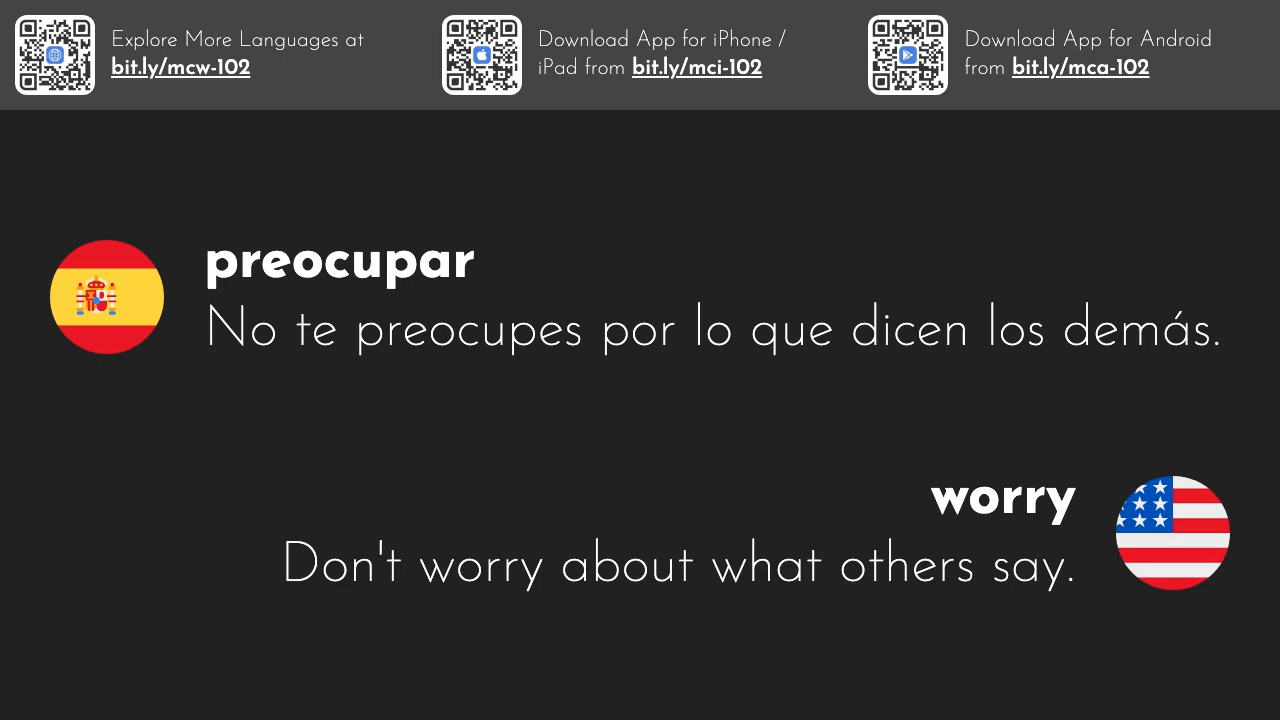 Explore More Languages at
bit.ly/mcw-102
Download App for iPhone /
iPad from bit.ly/mci-102
Download App for Android
from bit.ly/mca-102
preocupar
No te preocupes por lo que dicen los demás.
worry
Don't worry about what others say.